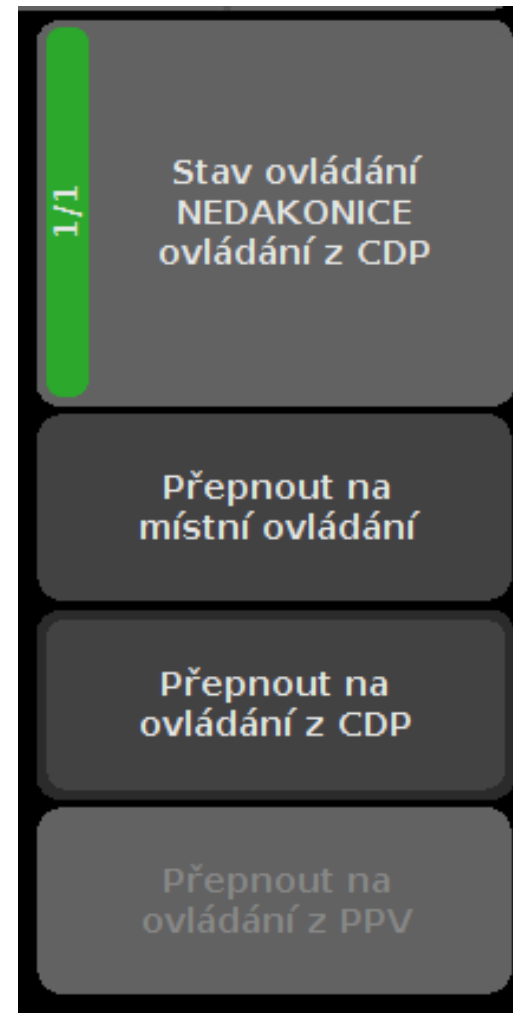 1/1
Stav ovládání
NEDAKONICE
ovládání z CDP
Přepnout na
místní ovládání
Přepnout na
ovládání z CDP
Přepnout na
ovládání z PPV